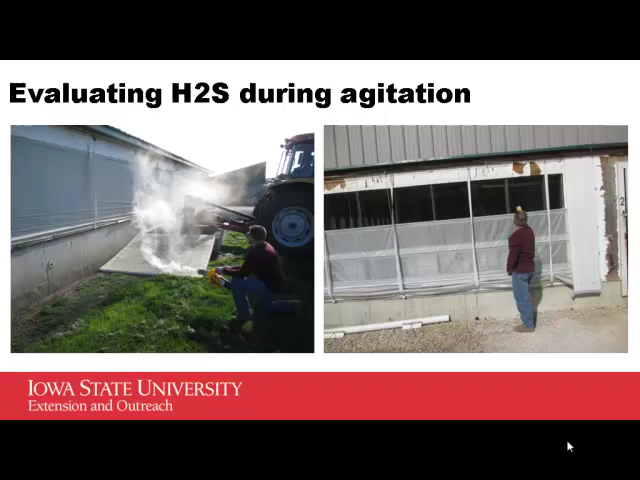 Evaluating H2S during agitation
IOWA STATE UNIVERSITY
Extension and Outreach